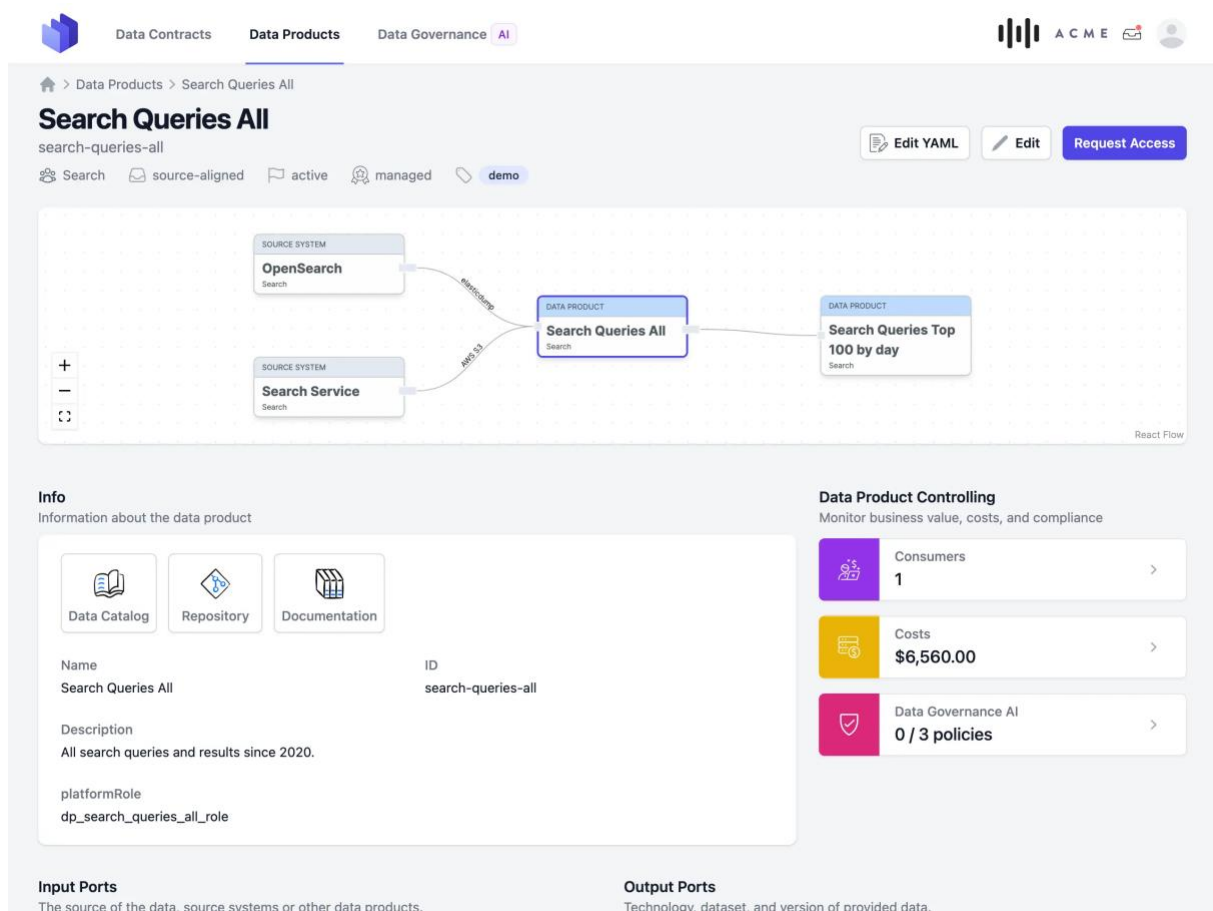 Data Contracts
Data Products
Data Governance AI
ACME
> Data Products > Search Queries All
Search Queries All
search-queries-all
Edit YAML
Edit
Request Access
Search
source-aligned
active
managed
demo
SOURCE SYSTEM
OpenSearch
Search
elasticdump
DATA PRODUCT
Search Queries All
Search
DATA PRODUCT
Search Queries Top
100 by day
Search
AWS S3
SOURCE SYSTEM
Search Service
Search
React Flow
Info
Information about the data product
Data Catalog
Repository
Documentation
Name
Search Queries All
ID
search-queries-all
Description
All search queries and results since 2020.
platformRole
dp_search_queries_all_role
Data Product Controlling
Monitor business value, costs, and compliance
Consumers
1
Costs
$6,560.00
Data Governance AI
0 / 3 policies
Input Ports
The source of the data, source systems or other data products.
Output Ports
Technology, dataset, and version of provided data.